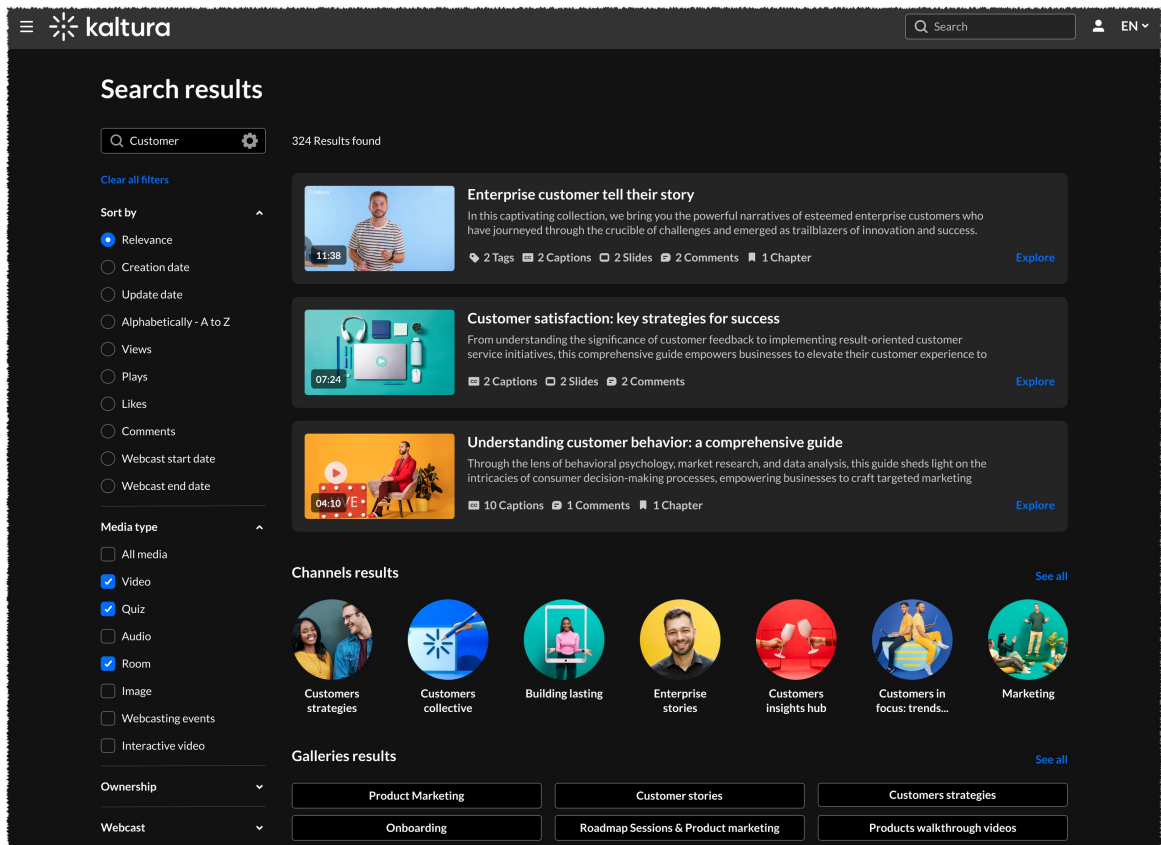 kaltura
Search
EN
Search results
Customer
324 Results found
Clear all filters
Sort by
Relevance
Creation date
Update date
Alphabetically - A to Z
Views
Plays
Likes
Comments
Webcast start date
Webcast end date
Media type
All media
Video
Quiz
Audio
Room
Image
Webcasting events
Interactive video
Ownership
Webcast
11:38
Enterprise customer tell their story
In this captivating collection, we bring you the powerful narratives of esteemed enterprise customers who
have journeyed through the crucible of challenges and emerged as trailblazers of innovation and success.
2 Tags 2 Captions 2 Slides 2 Comments 1 Chapter
Explore
07:24
Customer satisfaction: key strategies for success
From understanding the significance of customer feedback to implementing result-oriented customer
service initiatives, this comprehensive guide empowers businesses to elevate their customer experience to
2 Captions 2 Slides 2 Comments
Explore
04:10
Understanding customer behavior: a comprehensive guide
Through the lens of behavioral psychology, market research, and data analysis, this guide sheds light on the
intricacies of consumer decision-making processes, empowering businesses to craft targeted marketing
10 Captions 1 Comments 1 Chapter
Explore
Channels results
See all
Customers
strategies
Customers
collective
Building lasting
Enterprise
stories
Customers
insights hub
Customers in
focus: trends...
Marketing
Galleries results
See all
Product Marketing
Customer stories
Customers strategies
Onboarding
Roadmap Sessions & Product marketing
Products walkthrough videos